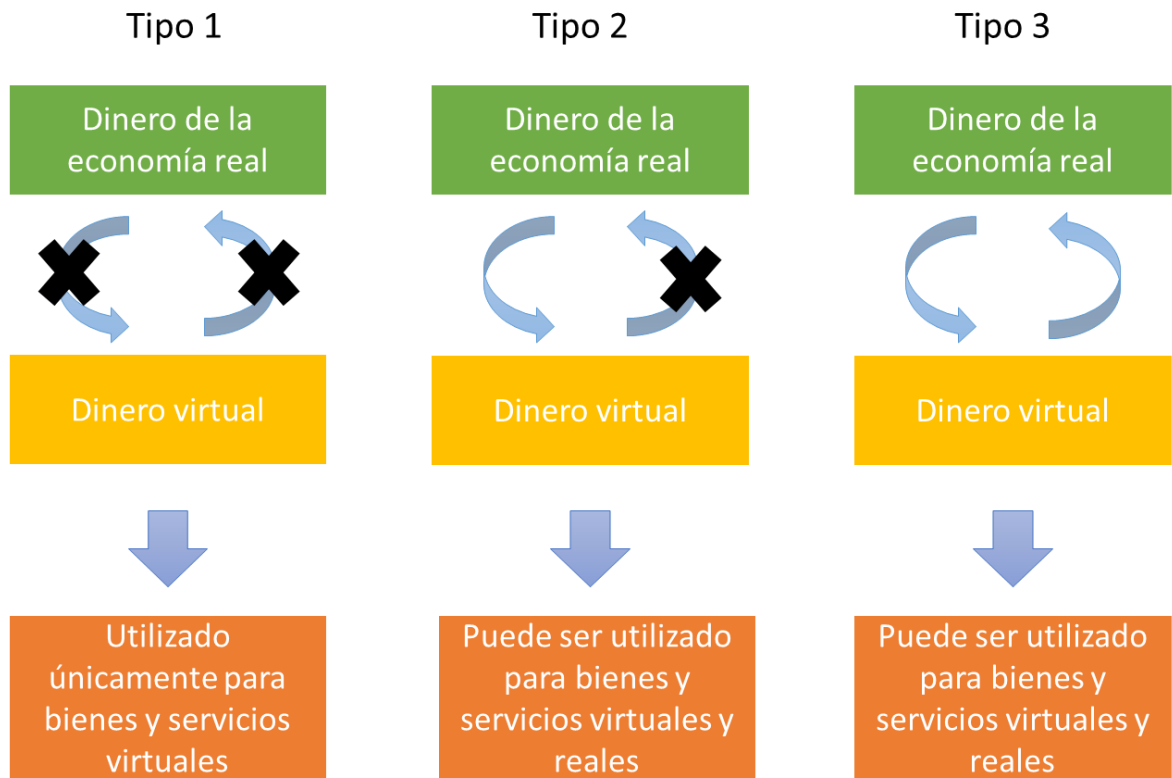 Tipo 1
Tipo 2
Tipo 3
Dinero de la
economía real
Dinero de la
economía real
Dinero de la
economía real
Dinero virtual
Dinero virtual
Dinero virtual
Utilizado
únicamente para
bienes y servicios
virtuales
Puede ser utilizado
para bienes y
servicios virtuales y
reales
Puede ser utilizado
para bienes y
servicios virtuales y
reales